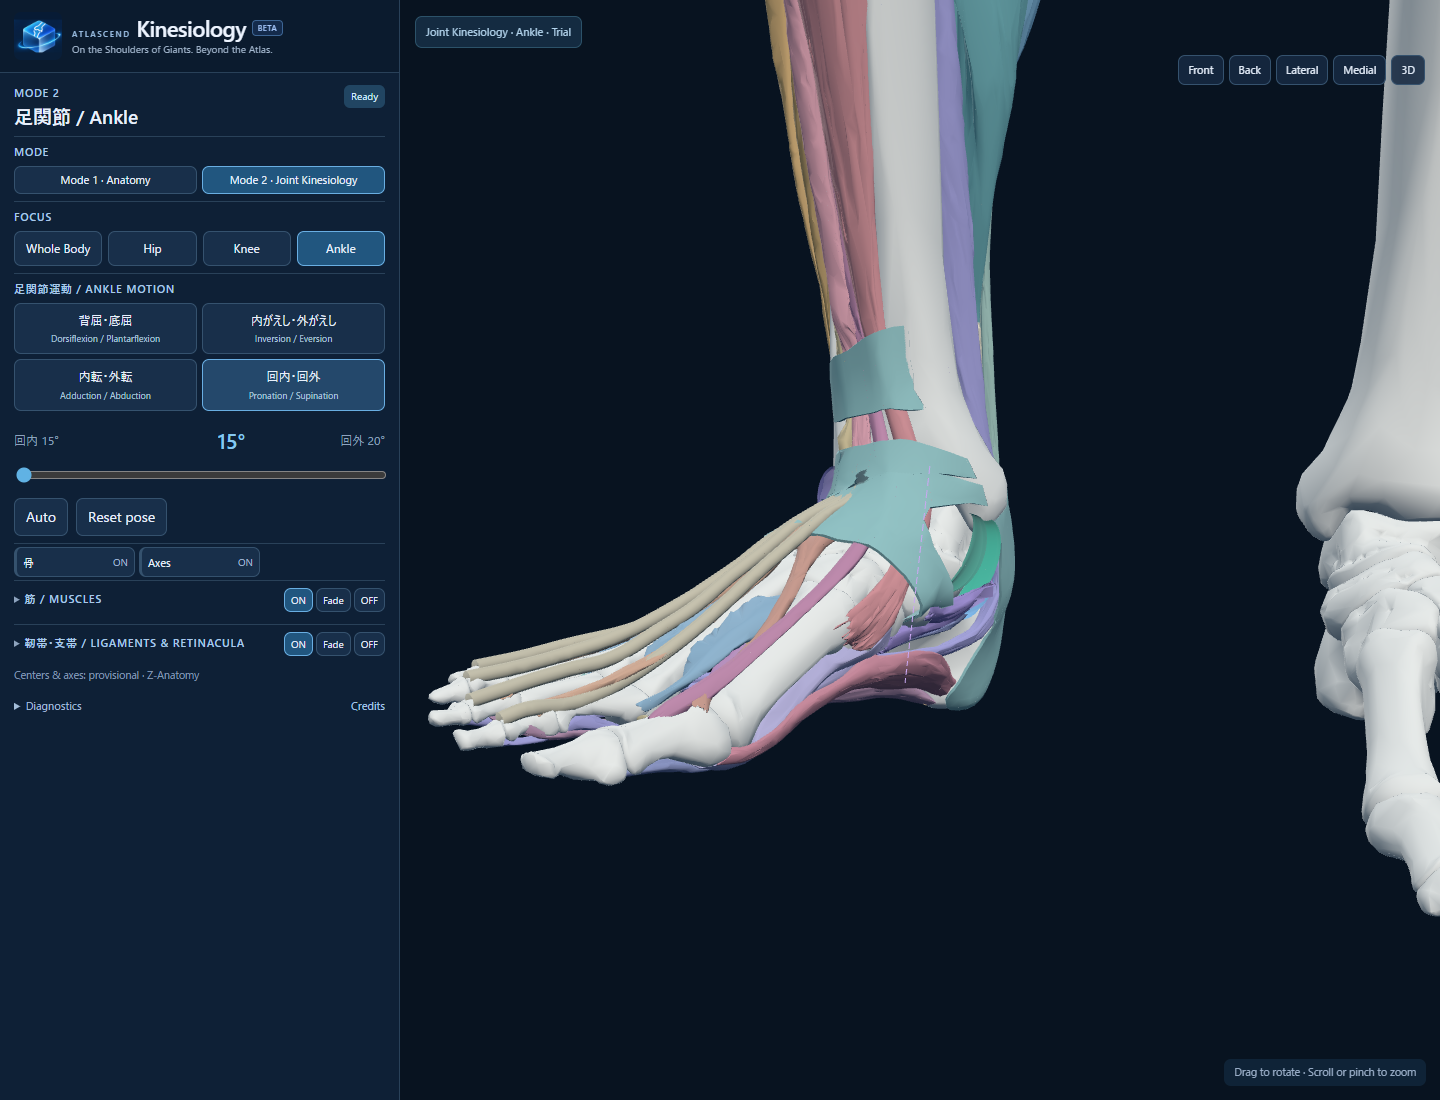 ATLASCEND Kinesiology BETA
On the Shoulders of Giants. Beyond the Atlas.
MODE 2
Ready
足関節 / Ankle
MODE
Mode 1 · Anatomy
Mode 2 · Joint Kinesiology
FOCUS
Whole Body
Hip
Knee
Ankle
足関節運動 / ANKLE MOTION
背屈・底屈
Dorsiflexion / Plantarflexion
内がえし・外がえし
Inversion / Eversion
内転・外転
Adduction / Abduction
回内・回外
Pronation / Supination
回内 15°
15°
回外 20°
Auto
Reset pose
骨 ON
Axes ON
筋 / MUSCLES
ON
Fade
OFF
靭帯・支帯 / LIGAMENTS & RETINACULA
ON
Fade
OFF
Centers & axes: provisional · Z-Anatomy
Diagnostics
Credits
Joint Kinesiology · Ankle · Trial
Front
Back
Lateral
Medial
3D
Drag to rotate · Scroll or pinch to zoom